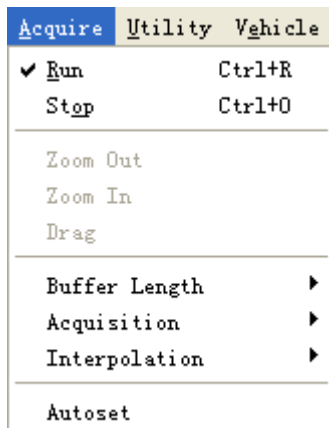 Acquire Utility Vehicle
Run Ctrl+R
Stop Ctrl+O
Zoom Out
Zoom In
Drag
Buffer Length
Acquisition
Interpolation
Autoset